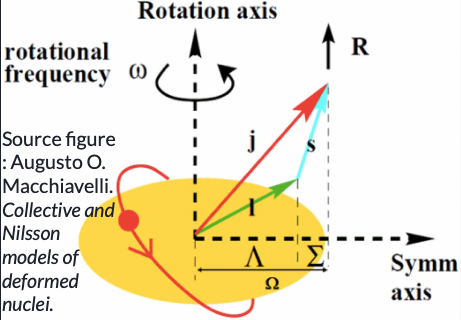 Rotation axis
rotational
frequency ω
R
Source figure
: Augusto O.
Macchiavelli.
Collective and
Nilsson
models of
deformed
nuclei.
j
s
l
Λ Σ
Ω
Symm
axis